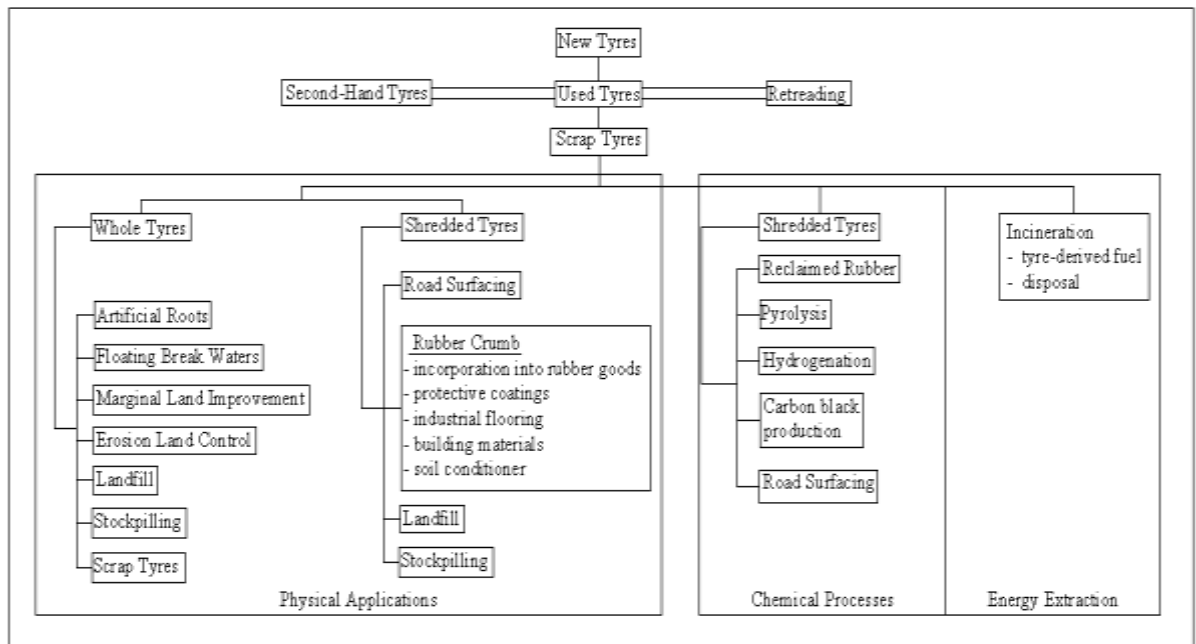 New Tyres
Second-Hand Tyres
Used Tyres
Retreading
Scrap Tyres
Whole Tyres
Artificial Roots
Floating Break Waters
Marginal Land Improvement
Erosion Land Control
Landfill
Stockpilling
Scrap Tyres
Shredded Tyres
Road Surfacing
Rubber Crumb
- incorporation into rubber goods
- protective coatings
- industrial flooring
- building materials
- soil conditioner
Landfill
Stockpilling
Physical Applications
Shredded Tyres
Reclaimed Rubber
Pyrolysis
Hydrogenation
Carbon black
production
Road Surfacing
Chemical Processes
Incineration
- tyre-derived fuel
- disposal
Energy Extraction